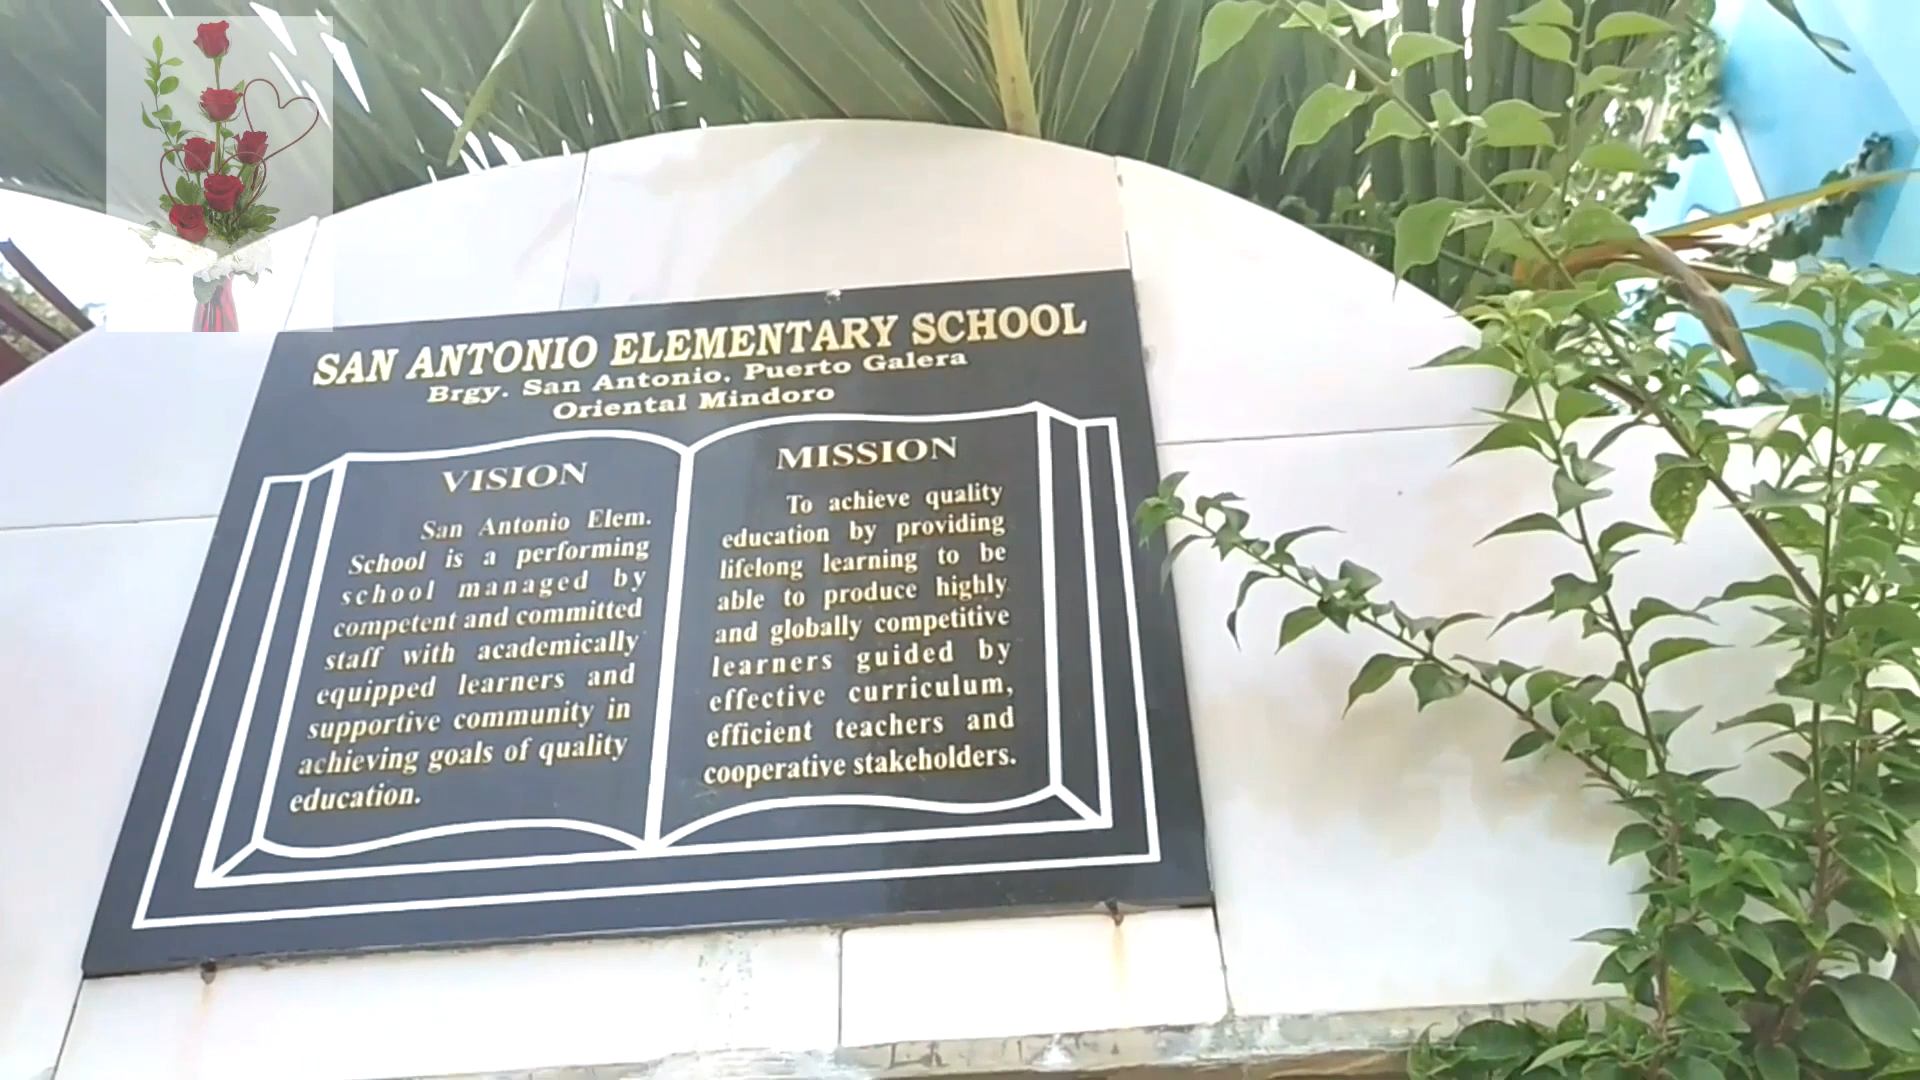 SAN ANTONIO ELEMENTARY SCHOOL
Brgy. San Antonio, Puerto Galera
Oriental Mindoro
VISION
San Antonio Elem.
School is a performing
school managed by
competent and committed
staff with academically
equipped learners and
supportive community in
achieving goals of quality
education.
MISSION
To achieve quality
education by providing
lifelong learning to be
able to produce highly
and globally competitive
learners guided by
effective curriculum,
efficient teachers and
cooperative stakeholders.